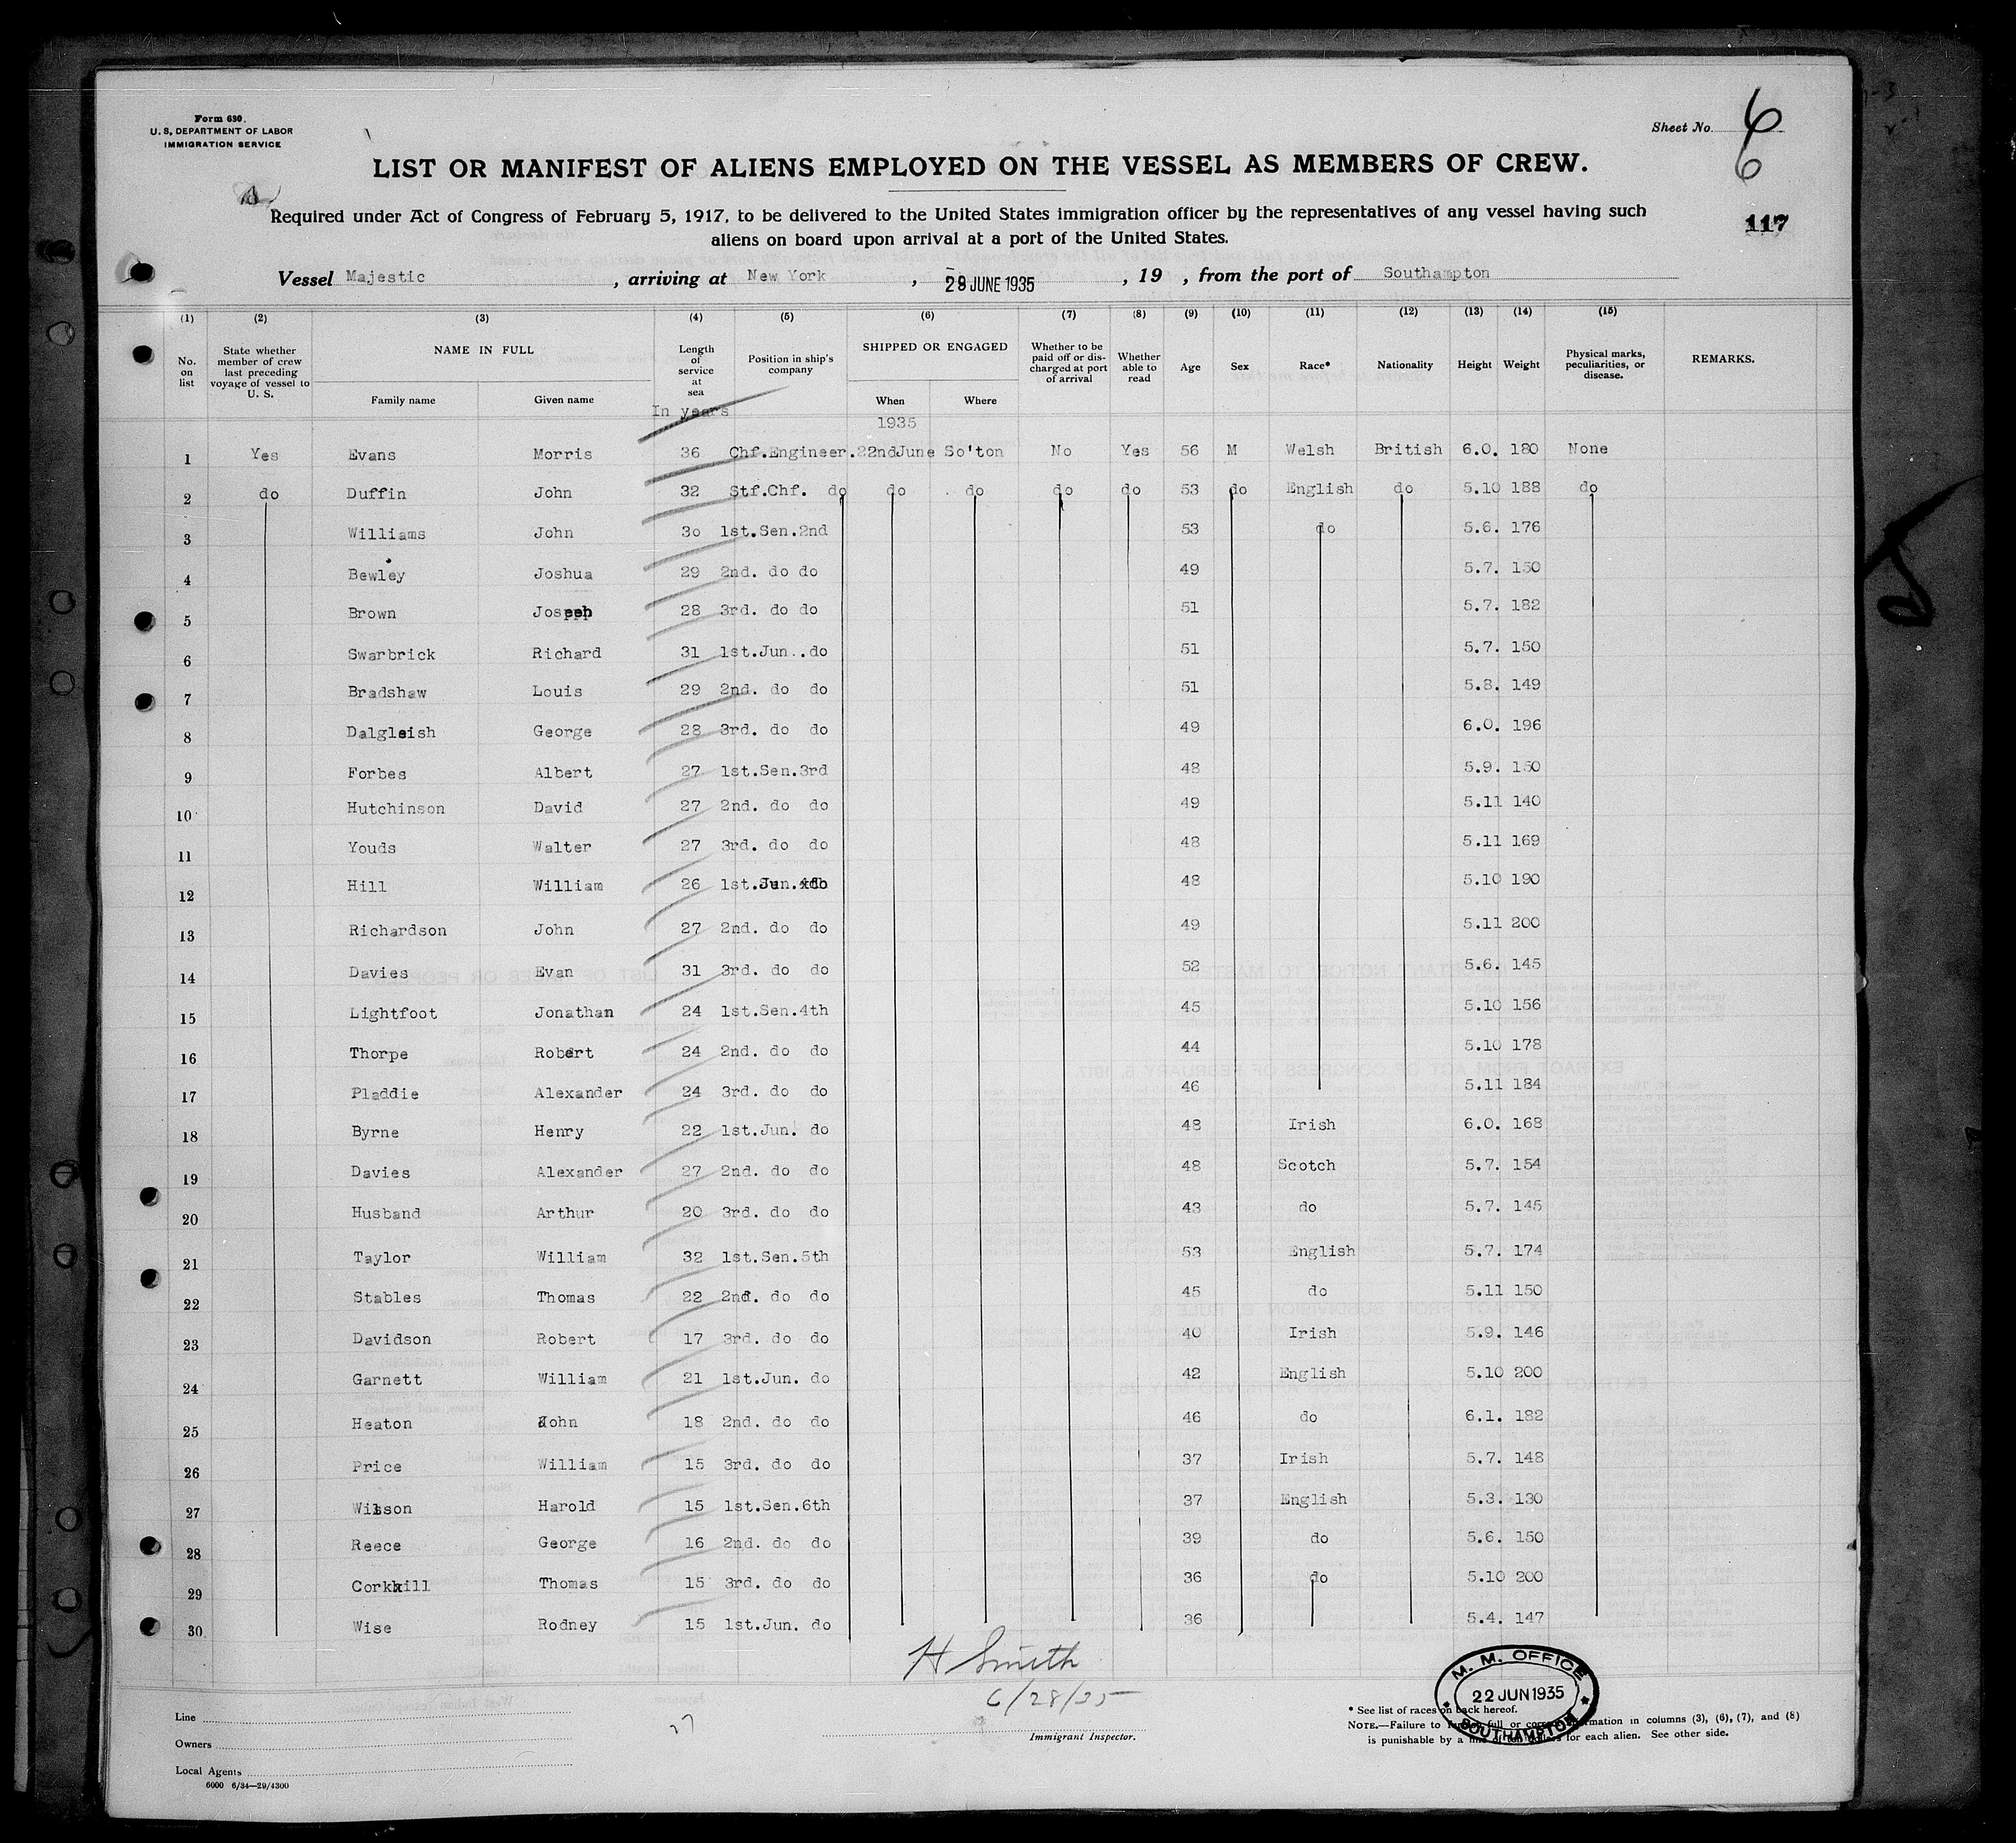 Form 630.
U. S. DEPARTMENT OF LABOR
IMMIGRATION SERVICE
Sheet No. 6
6
LIST OR MANIFEST OF ALIENS EMPLOYED ON THE VESSEL AS MEMBERS OF CREW.
Required under Act of Congress of February 5, 1917, to be delivered to the United States immigration officer by the representatives of any vessel having such
aliens on board upon arrival at a port of the United States.
117
Vessel Majestic, arriving at New York, 28 JUNE 1935, 19 , from the port of Southampton
(1) (2) (3) (4) (5) (6) (7) (8) (9) (10) (11) (12) (13) (14) (15)
No. on list
State whether member of crew last preceding voyage of vessel to U. S.
NAME IN FULL
Family name
Given name
Length of service at sea
In years
Position in ship's company
SHIPPED OR ENGAGED
When
Where
1935
Whether to be paid off or discharged at port of arrival
Whether able to read
Age
Sex
Race*
Nationality
Height
Weight
Physical marks, peculiarities, or disease.
REMARKS.
1 Yes Evans Morris 36 Chf.Engineer. 22ndJune So'ton No Yes 56 M Welsh British 6.0. 180 None
2 do Duffin John 32 Stf.Chf. do do do do do 53 do English do 5.10 188 do
3 Williams John 30 1st.Sen.2nd 53 do 5.6. 176
4 Bewley Joshua 29 2nd. do do 49 5.7. 150
5 Brown Joseph 28 3rd. do do 51 5.7. 182
6 Swarbrick Richard 31 1st.Jun..do 51 5.7. 150
7 Bradshaw Louis 29 2nd. do do 51 5.8. 149
8 Dalgleish George 28 3rd. do do 49 6.0. 196
9 Forbes Albert 27 1st.Sen.3rd 48 5.9. 150
10 Hutchinson David 27 2nd. do do 49 5.11 140
11 Youds Walter 27 3rd. do do 48 5.11 169
12 Hill William 26 1st.Jun. do 48 5.10 190
13 Richardson John 27 2nd. do do 49 5.11 200
14 Davies Evan 31 3rd. do do 52 5.6. 145
15 Lightfoot Jonathan 24 1st.Sen.4th 45 5.10 156
16 Thorpe Robert 24 2nd. do do 44 5.10 178
17 Pladdie Alexander 24 3rd. do do 46 5.11 184
18 Byrne Henry 22 1st.Jun. do 48 Irish 6.0. 168
19 Davies Alexander 27 2nd. do do 48 Scotch 5.7. 154
20 Husband Arthur 20 3rd. do do 43 do 5.7. 145
21 Taylor William 32 1st.Sen.5th 53 English 5.7. 174
22 Stables Thomas 22 2nd. do do 45 do 5.11 150
23 Davidson Robert 17 3rd. do do 40 Irish 5.9. 146
24 Garnett William 21 1st.Jun. do 42 English 5.10 200
25 Heaton John 18 2nd. do do 46 do 6.1. 182
26 Price William 15 3rd. do do 37 Irish 5.7. 148
27 Wilsson Harold 15 1st.Sen.6th 37 English 5.3. 130
28 Reece George 16 2nd. do do 39 do 5.6. 150
29 Corkhill Thomas 15 3rd. do do 36 do 5.10 200
30 Wise Rodney 15 1st.Jun. do 36 5.4. 147
H Smith
6/28/35
27
Immigrant Inspector.
Line
Owners
Local Agents
6000 6/34—29/4300
M. M. OFFICE
22 JUN 1935
SOUTHAMPTON
* See list of races on back hereof.
NOTE.—Failure to full or information in columns (3), (6), (7), and (8)
is punishable by a for each alien. See other side.